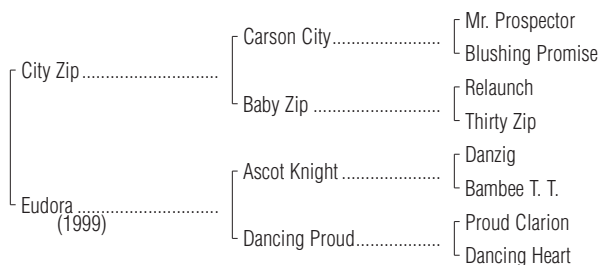 Mr. Prospector
Carson City........................
Blushing Promise
City Zip..............................
Relaunch
Baby Zip ............................
Thirty Zip
Danzig
Ascot Knight......................
Bambee T. T.
Eudora ...............................
(1999)
Proud Clarion
Dancing Proud...................
Dancing Heart